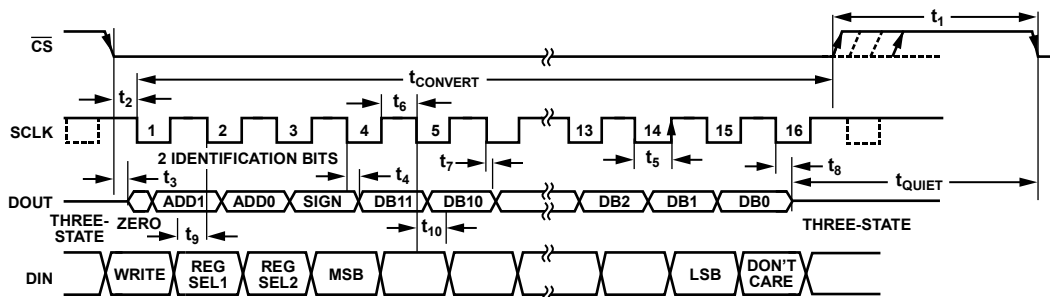 t1
CS
tCONVERT
t2
t6
SCLK
1 2 3 4 5 13 14 15 16
2 IDENTIFICATION BITS
t3 t4 t7 t5 t8
tQUIET
DOUT
ADD1 ADD0 SIGN DB11 DB10 DB2 DB1 DB0
THREE-STATE
ZERO
THREE-STATE
t9 t10
DIN
WRITE
REG SEL1
REG SEL2
MSB
LSB
DON'T CARE